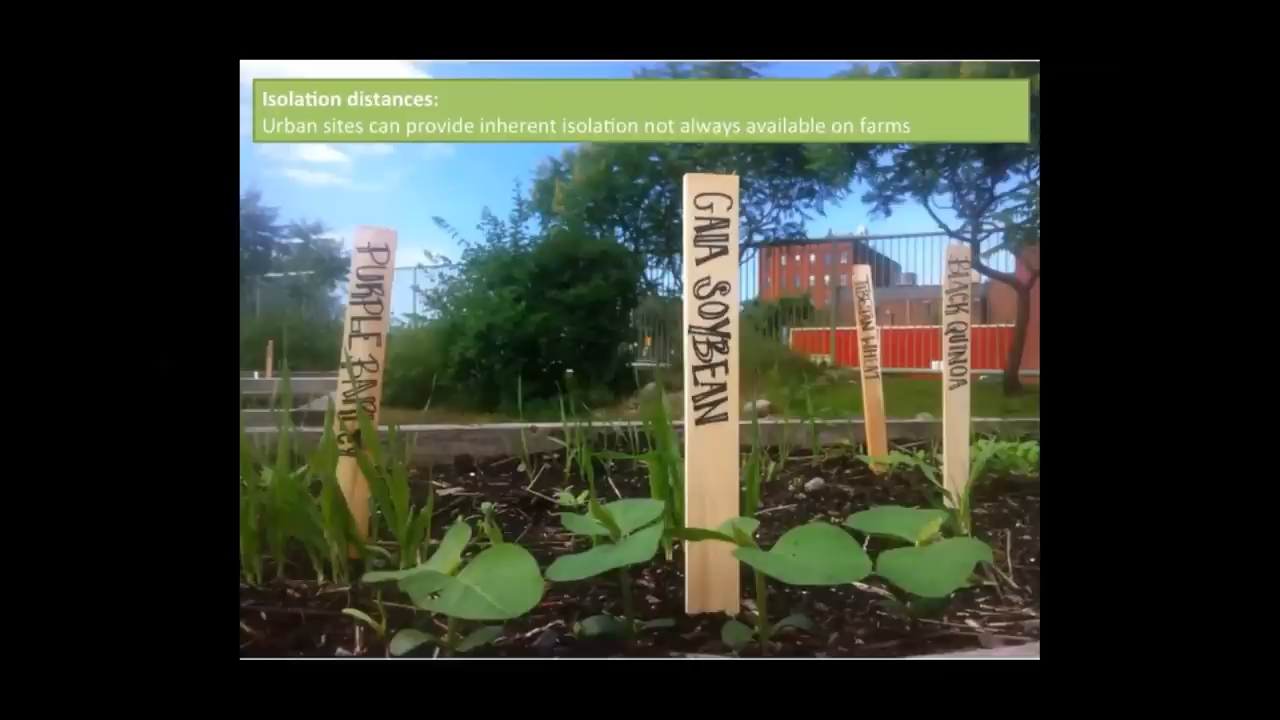 Isolation distances:
Urban sites can provide inherent isolation not always available on farms
PURPLE BARLEY
GAIA SOYBEAN
TIBETAN WHEAT
BLACK QUINOA